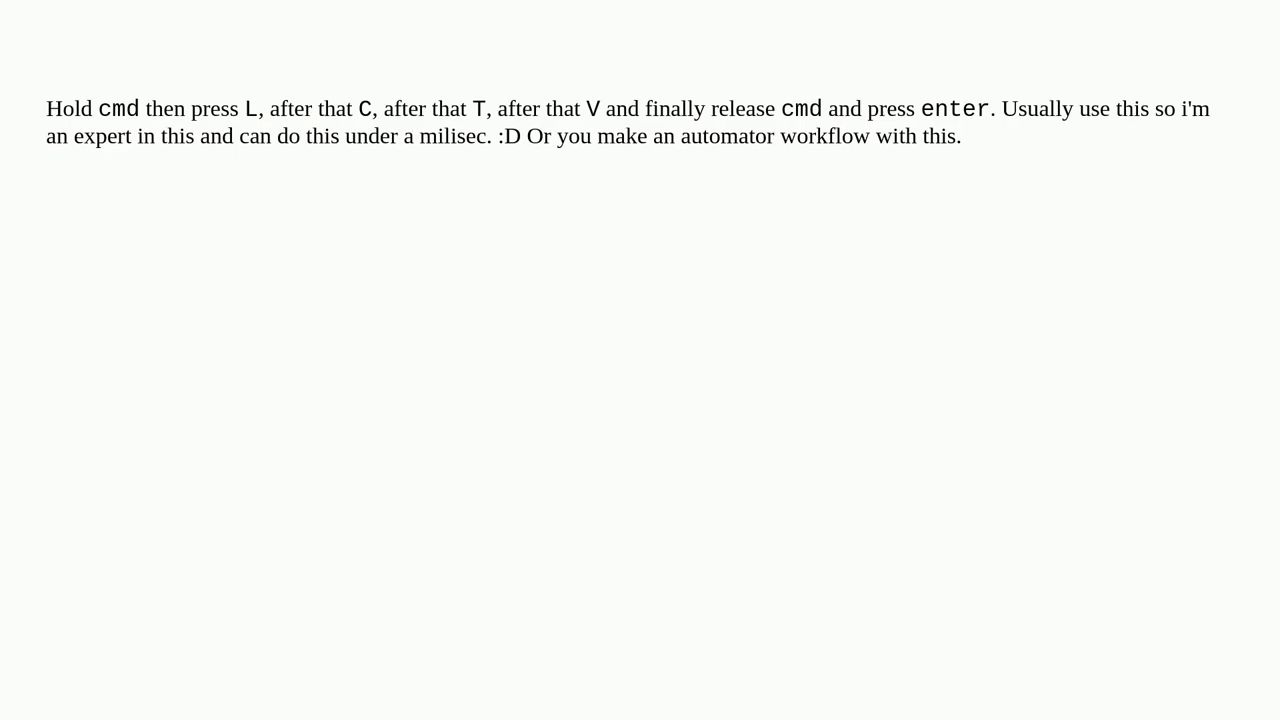 Hold cmd then press L, after that C, after that T, after that V and finally release cmd and press enter. Usually use this so i'm
an expert in this and can do this under a milisec. :D Or you make an automator workflow with this.